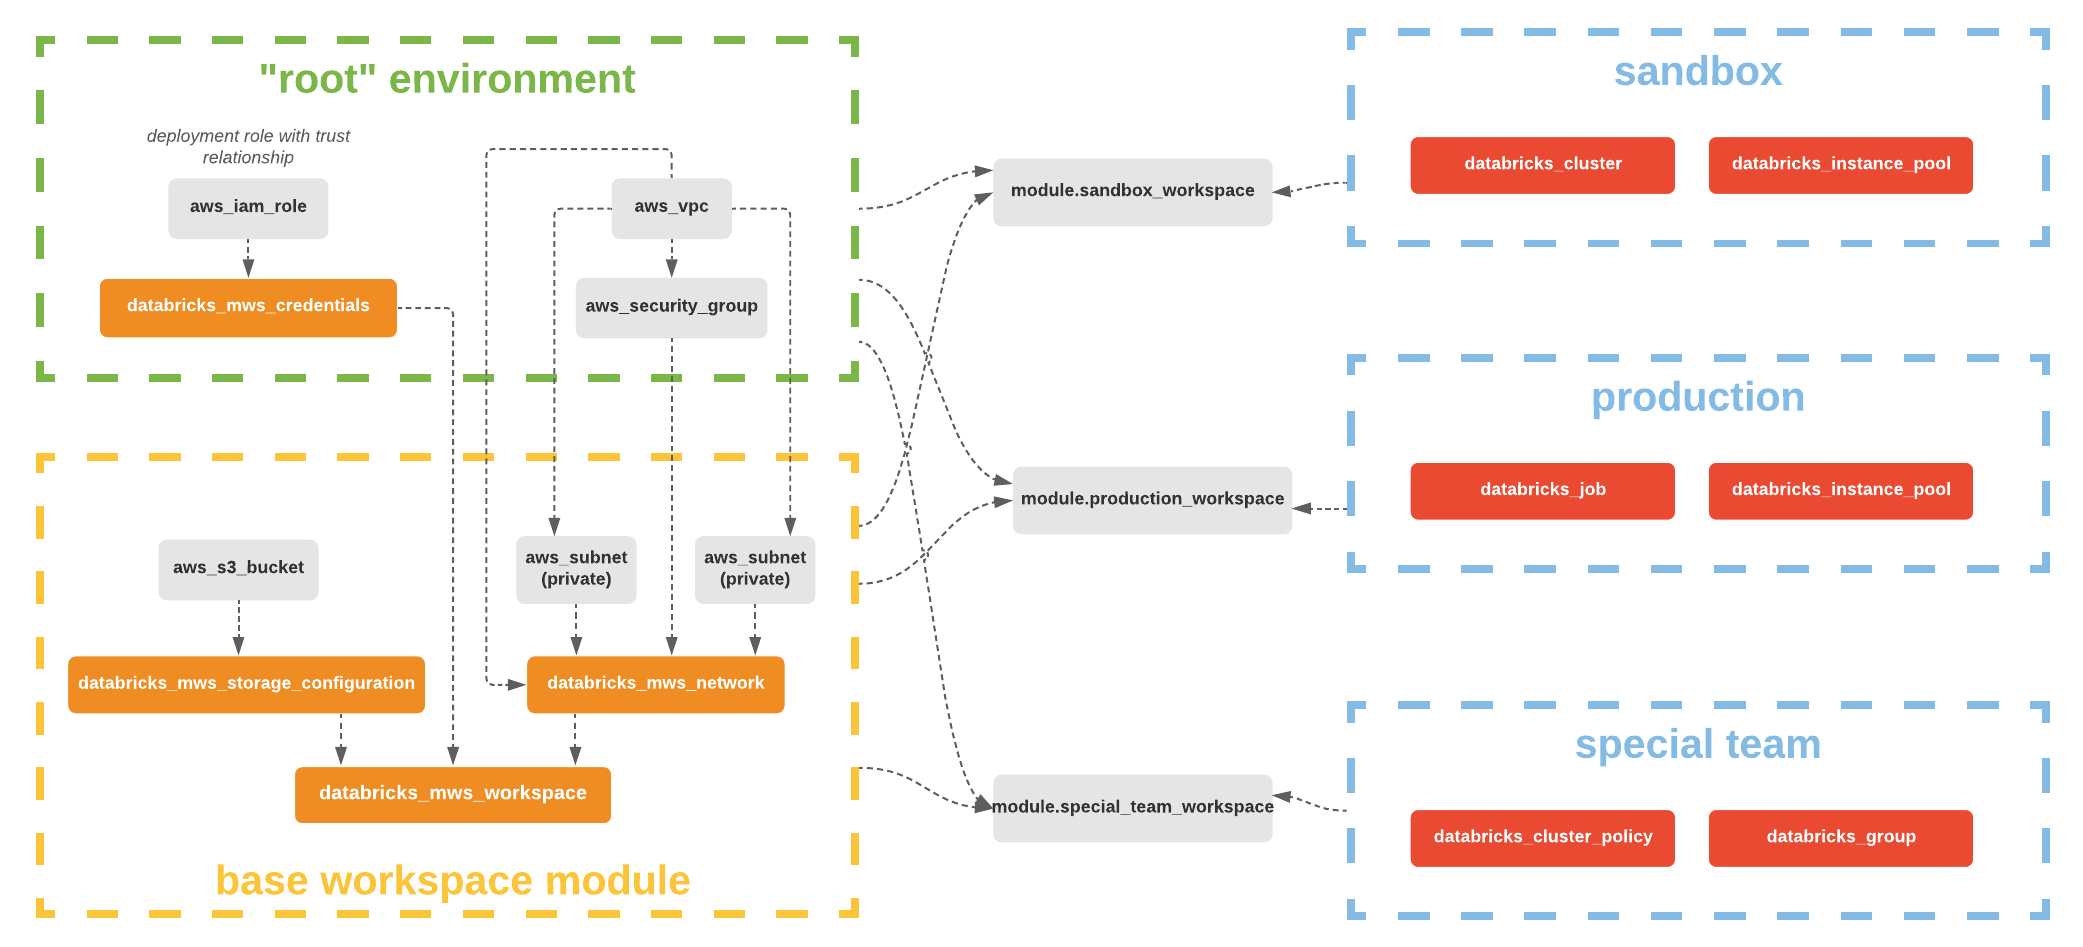 "root" environment
deployment role with trust
relationship
aws_iam_role
aws_vpc
databricks_mws_credentials
aws_security_group
aws_s3_bucket
aws_subnet
(private)
aws_subnet
(private)
databricks_mws_storage_configuration
databricks_mws_network
databricks_mws_workspace
base workspace module
module.sandbox_workspace
module.production_workspace
module.special_team_workspace
sandbox
databricks_cluster
databricks_instance_pool
production
databricks_job
databricks_instance_pool
special team
databricks_cluster_policy
databricks_group